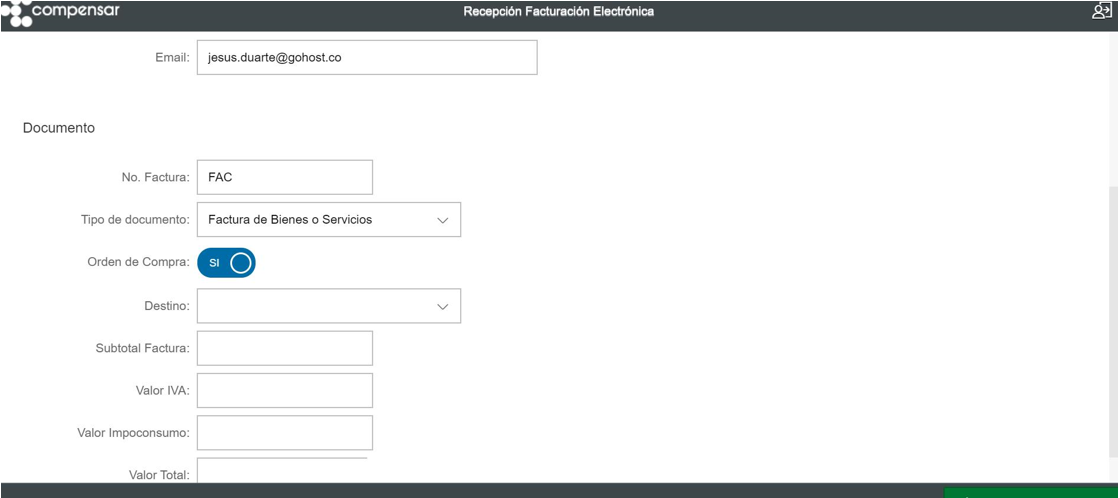 compensar
Recepción Facturación Electrónica
Email: jesus.duarte@gohost.co
Documento
No. Factura: FAC
Tipo de documento: Factura de Bienes o Servicios
Orden de Compra: SI
Destino:
Subtotal Factura:
Valor IVA:
Valor Impoconsumo:
Valor Total: